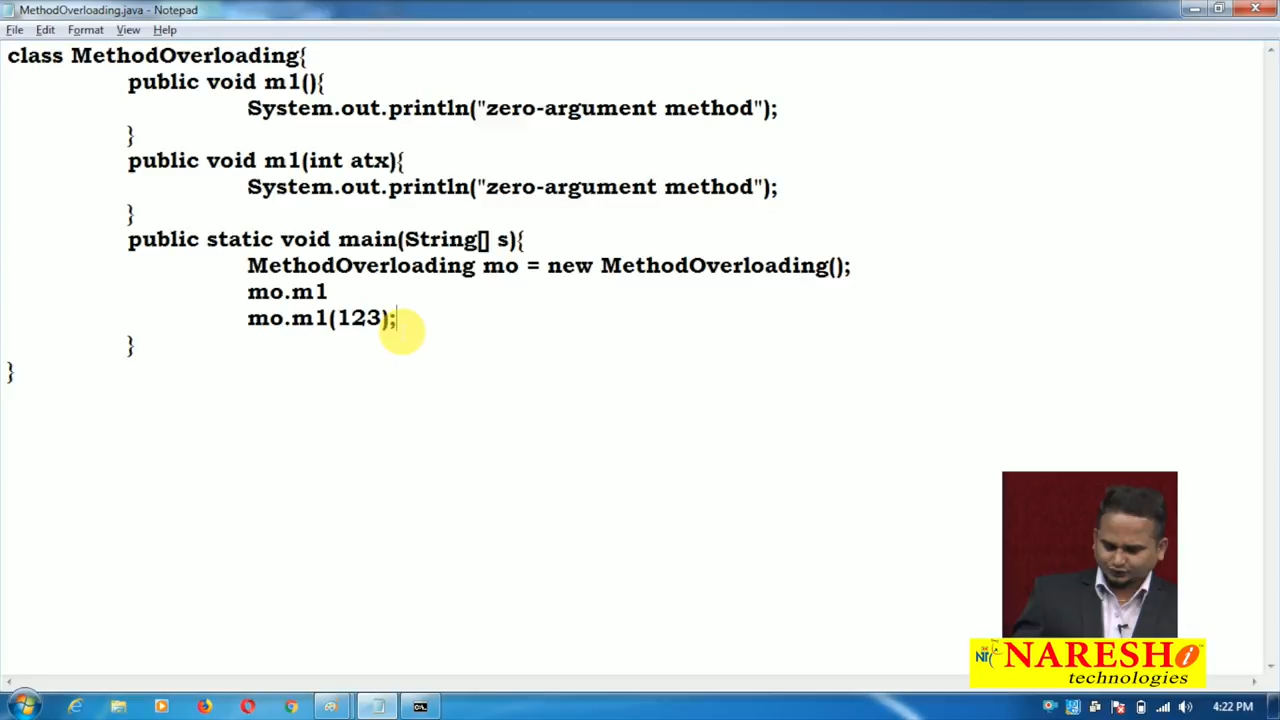 MethodOverloading.java - Notepad
File Edit Format View Help
class MethodOverloading{
public void m1(){
System.out.println("zero-argument method");
}
public void m1(int atx){
System.out.println("zero-argument method");
}
public static void main(String[] s){
MethodOverloading mo = new MethodOverloading();
mo.m1
mo.m1(123);
}
}
NARESH i
technologies
4:22 PM